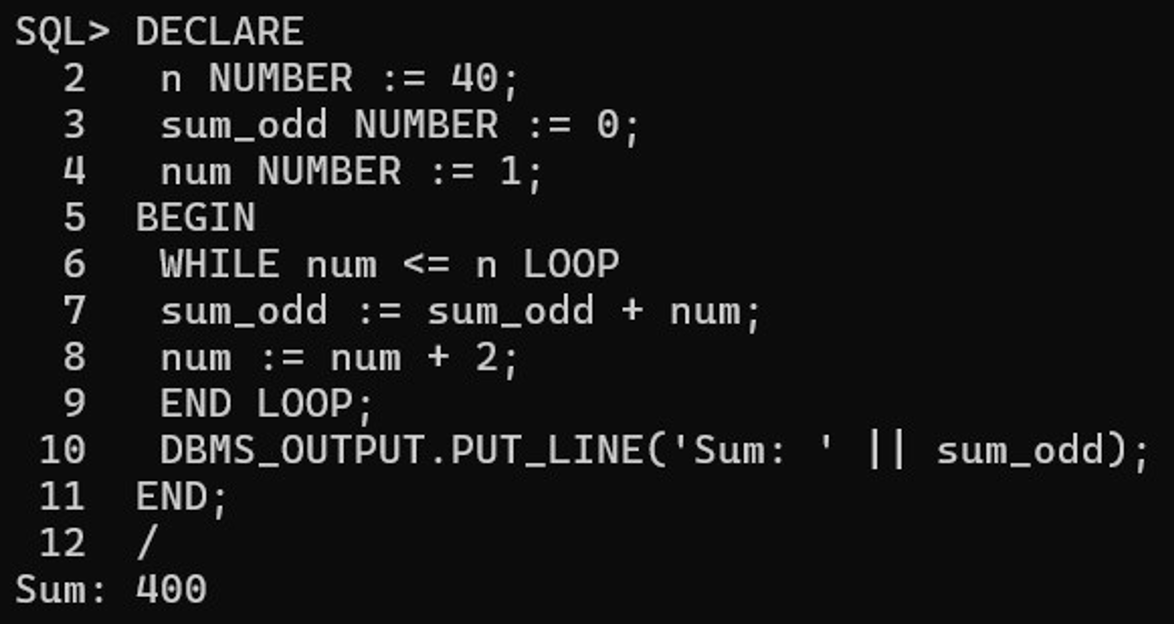 SQL> DECLARE
  2   n NUMBER := 40;
  3   sum_odd NUMBER := 0;
  4   num NUMBER := 1;
  5  BEGIN
  6   WHILE num <= n LOOP
  7   sum_odd := sum_odd + num;
  8   num := num + 2;
  9   END LOOP;
 10   DBMS_OUTPUT.PUT_LINE('Sum: ' || sum_odd);
 11  END;
 12  /
Sum: 400